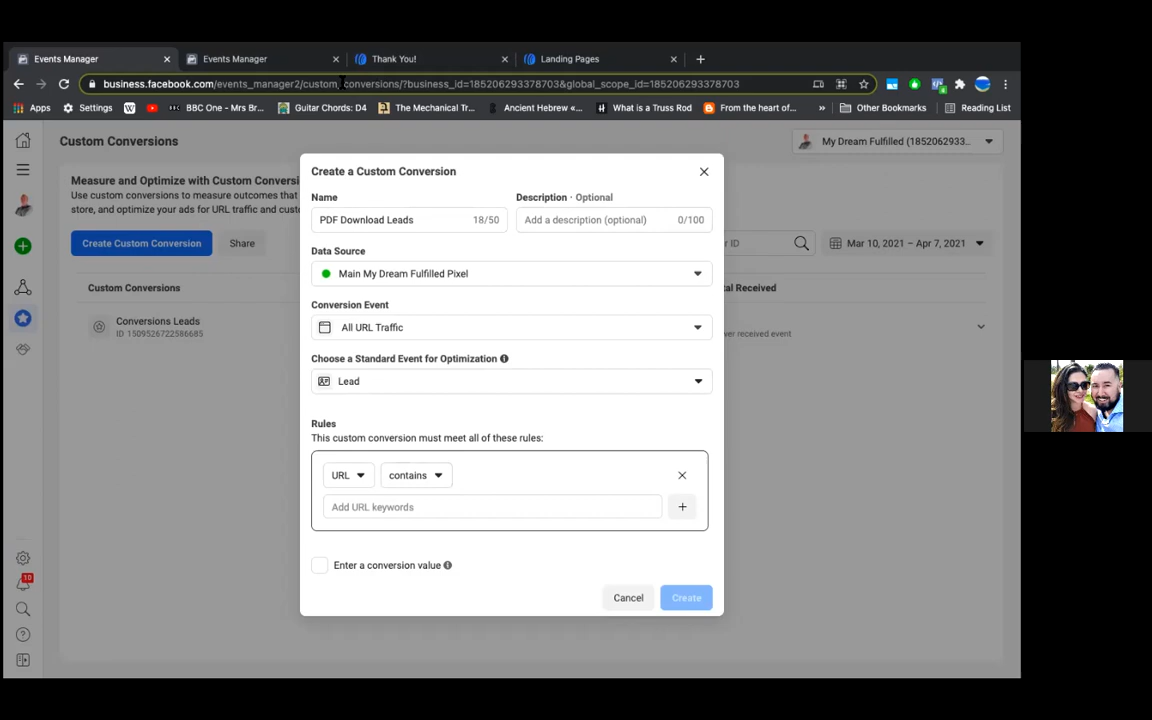 Events Manager
Events Manager
Thank You!
Landing Pages
business.facebook.com/events_manager2/custom_conversions/?business_id=185206293378703&global_scope_id=185206293378703
Apps
Settings
BBC One - Mrs Br...
Guitar Chords: D4
The Mechanical Tr...
Ancient Hebrew «...
What is a Truss Rod
From the heart of...
»
Other Bookmarks
Reading List
Custom Conversions
My Dream Fulfilled (1852062933...
Measure and Optimize with Custom Conversi
Use custom conversions to measure outcomes that
store, and optimize your ads for URL traffic and custo
Create Custom Conversion
Share
r ID
Mar 10, 2021 – Apr 7, 2021
Custom Conversions
tal Received
Conversions Leads
ID 1509526722586685
ver received event
10
Create a Custom Conversion
Name
Description · Optional
PDF Download Leads
18/50
Add a description (optional)
0/100
Data Source
Main My Dream Fulfilled Pixel
Conversion Event
All URL Traffic
Choose a Standard Event for Optimization
Lead
Rules
This custom conversion must meet all of these rules:
URL
contains
Add URL keywords
Enter a conversion value
Cancel
Create